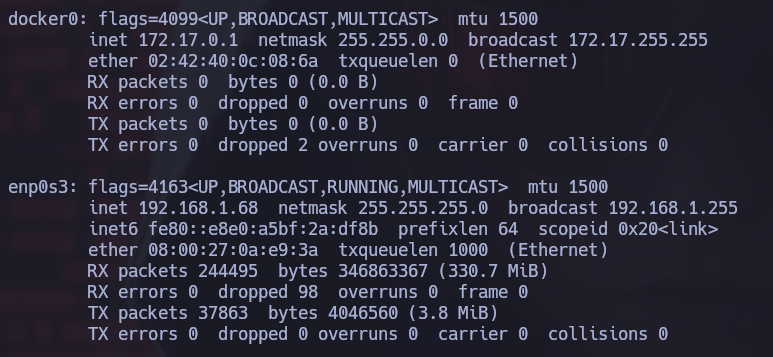 docker0: flags=4099<UP,BROADCAST,MULTICAST>  mtu 1500
        inet 172.17.0.1  netmask 255.255.0.0  broadcast 172.17.255.255
        ether 02:42:40:0c:08:6a  txqueuelen 0  (Ethernet)
        RX packets 0  bytes 0 (0.0 B)
        RX errors 0  dropped 0  overruns 0  frame 0
        TX packets 0  bytes 0 (0.0 B)
        TX errors 0  dropped 2 overruns 0  carrier 0  collisions 0

enp0s3: flags=4163<UP,BROADCAST,RUNNING,MULTICAST>  mtu 1500
        inet 192.168.1.68  netmask 255.255.255.0  broadcast 192.168.1.255
        inet6 fe80::e8e0:a5bf:2a:df8b  prefixlen 64  scopeid 0x20<link>
        ether 08:00:27:0a:e9:3a  txqueuelen 1000  (Ethernet)
        RX packets 244495  bytes 346863367 (330.7 MiB)
        RX errors 0  dropped 98  overruns 0  frame 0
        TX packets 37863  bytes 4046560 (3.8 MiB)
        TX errors 0  dropped 0 overruns 0  carrier 0  collisions 0